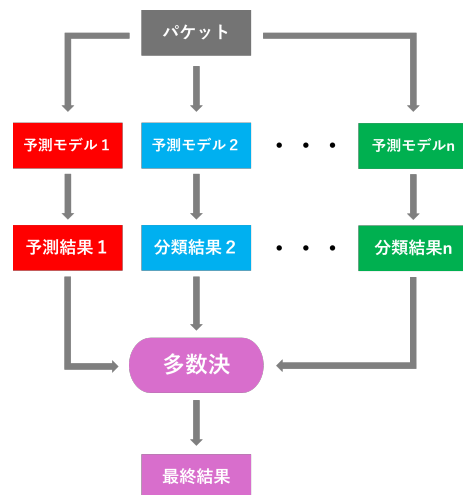 パケット
予測モデル1
予測モデル2
・・・
予測モデルn
予測結果1
分類結果2
・・・
分類結果n
多数決
最終結果